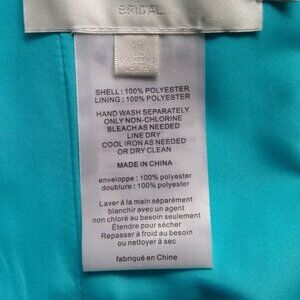 BRIDAL
SHELL : 100% POLYESTER
LINING : 100% POLYESTER
HAND WASH SEPARATELY
ONLY NON-CHLORINE
BLEACH AS NEEDED
LINE DRY
COOL IRON AS NEEDED
OR DRY CLEAN
MADE IN CHINA
enveloppe : 100% polyester
doublure : 100% polyester
Laver à la main séparèment
blanchir avec un agent
non chloré au besoin seulement
Étendre pour sécher
Repasser à froid au besoin
ou nettoyer à sec
fabriqué en Chine